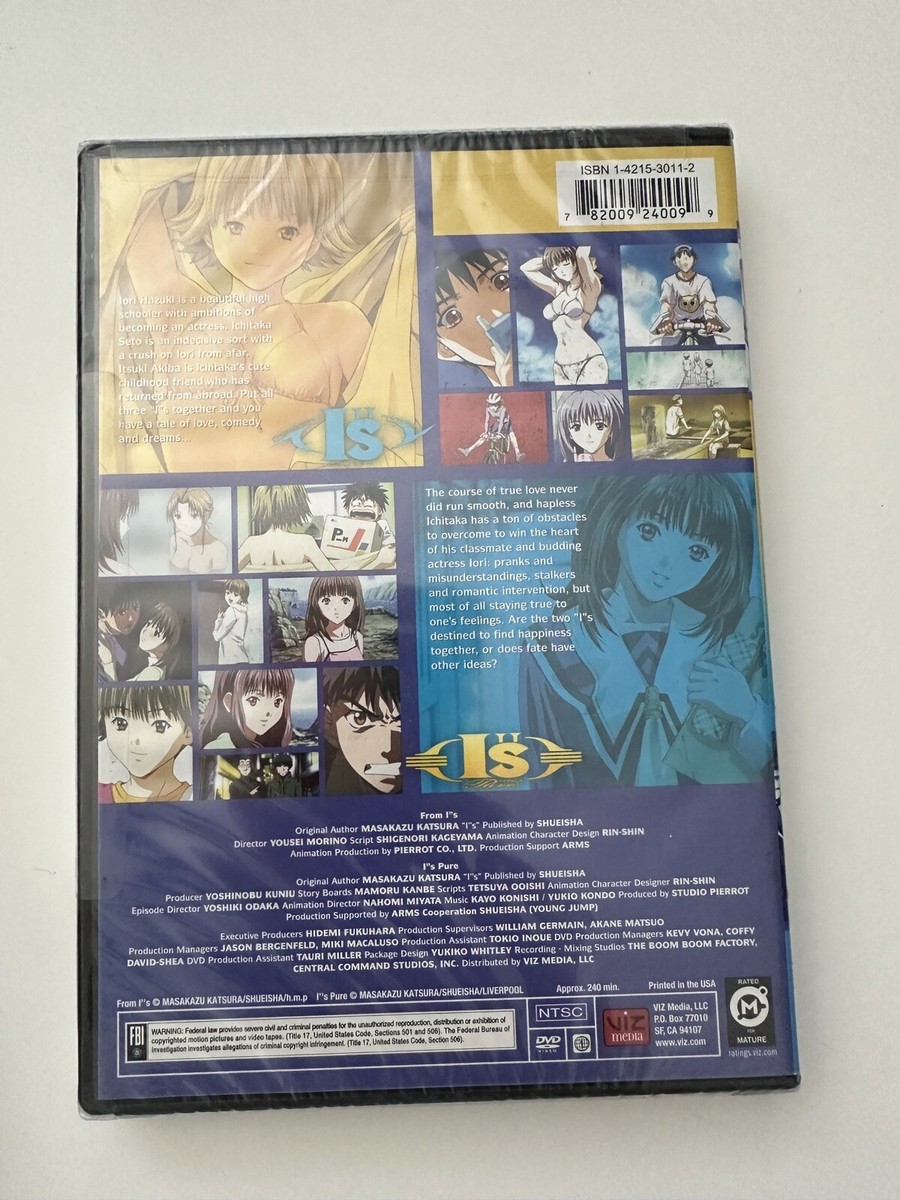 ISBN 1-4215-3011-2
7 82009 24009 9
Iori Hazuki is a beautiful high
schooler with ambitions of
becoming an actress. Ichitaka
Seto is an indecisive sort with
a crush on Iori from afar.
Itsuki Akiba is Ichitaka's cute
childhood friend who has
returned from abroad. Put all
three "I"s together and you
have a tale of love, comedy
and dreams...
I"s
The course of true love never
did run smooth, and hapless
Ichitaka has a ton of obstacles
to overcome to win the heart
of his classmate and budding
actress Iori: pranks and
misunderstandings, stalkers
and romantic intervention, but
most of all staying true to
one's feelings. Are the two "I"s
destined to find happiness
together, or does fate have
other ideas?
I"s
From I"s
Original Author MASAKAZU KATSURA "I"s" Published by SHUEISHA
Director YOUSEI MORINO Script SHIGENORI KAGEYAMA Animation Character Design RIN-SHIN
Animation Production by PIERROT CO., LTD. Production Support ARMS
I"s Pure
Original Author MASAKAZU KATSURA "I"s" Published by SHUEISHA
Producer YOSHINOBU KUNIU Story Boards MAMORU KANBE Scripts TETSUYA OOISHI Animation Character Designer RIN-SHIN
Episode Director YOSHIKI ODAKA Animation Director NAHOMI MIYATA Music KAYO KONISHI / YUKIO KONDO Produced by STUDIO PIERROT
Production Supported by ARMS Cooperation SHUEISHA (YOUNG JUMP)
Executive Producers HIDEMI FUKUHARA Production Supervisors WILLIAM GERMAIN, AKANE MATSUO
Production Managers JASON BERGENFELD, MIKI MACALUSO Production Assistant TOKIO INOUE DVD Production Managers KEVY VONA, COFFY
DAVID-SHEA DVD Production Assistant TAURI MILLER Package Design YUKIKO WHITLEY Recording - Mixing Studios THE BOOM BOOM FACTORY,
CENTRAL COMMAND STUDIOS, INC. Distributed by VIZ MEDIA, LLC
From I"s © MASAKAZU KATSURA/SHUEISHA/h.m.p I"s Pure © MASAKAZU KATSURA/SHUEISHA/LIVERPOOL
Approx. 240 min.
Printed in the USA
FBI
WARNING: Federal law provides severe civil and criminal penalties for the unauthorized reproduction, distribution or exhibition of
copyrighted motion pictures and video tapes. (Title 17, United States Code, Sections 501 and 506). The Federal Bureau of
Investigation investigates allegations of criminal copyright infringement. (Title 17, United States Code, Section 506).
NTSC
DVD
VIDEO
VIZ
media
VIZ Media, LLC
P.O. Box 77010
SF, CA 94107
www.viz.com
RATED
M
FOR
MATURE
ratings.viz.com